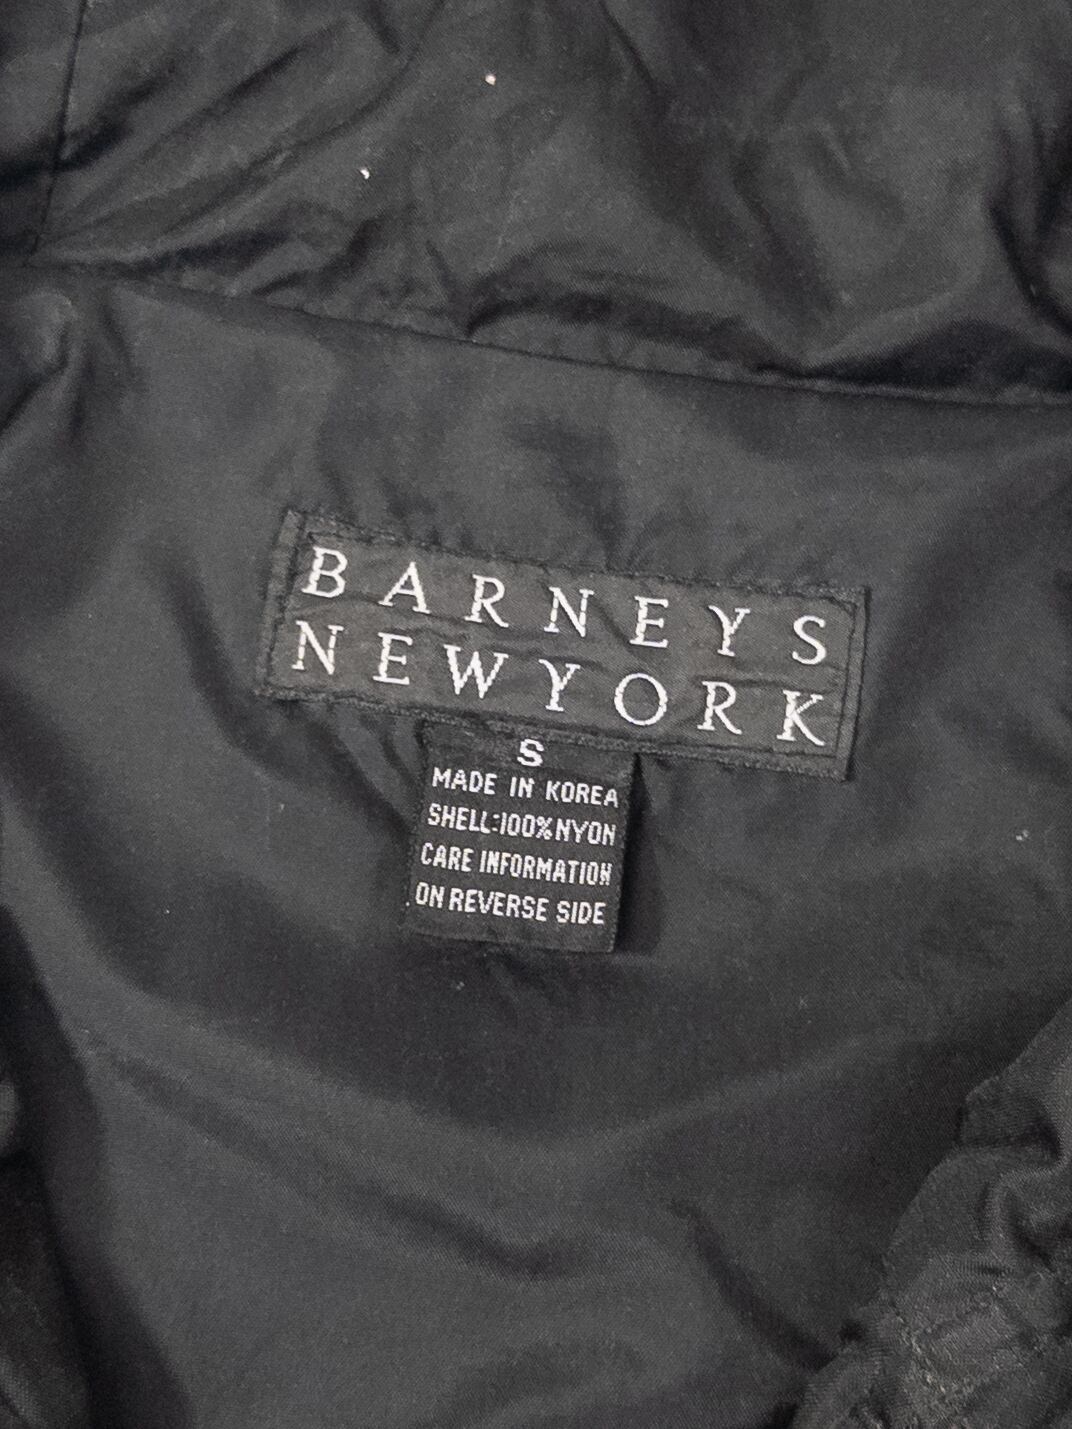 BARNEYS
NEWYORK
S
MADE IN KOREA
SHELL:100%NYON
CARE INFORMATION
ON REVERSE SIDE